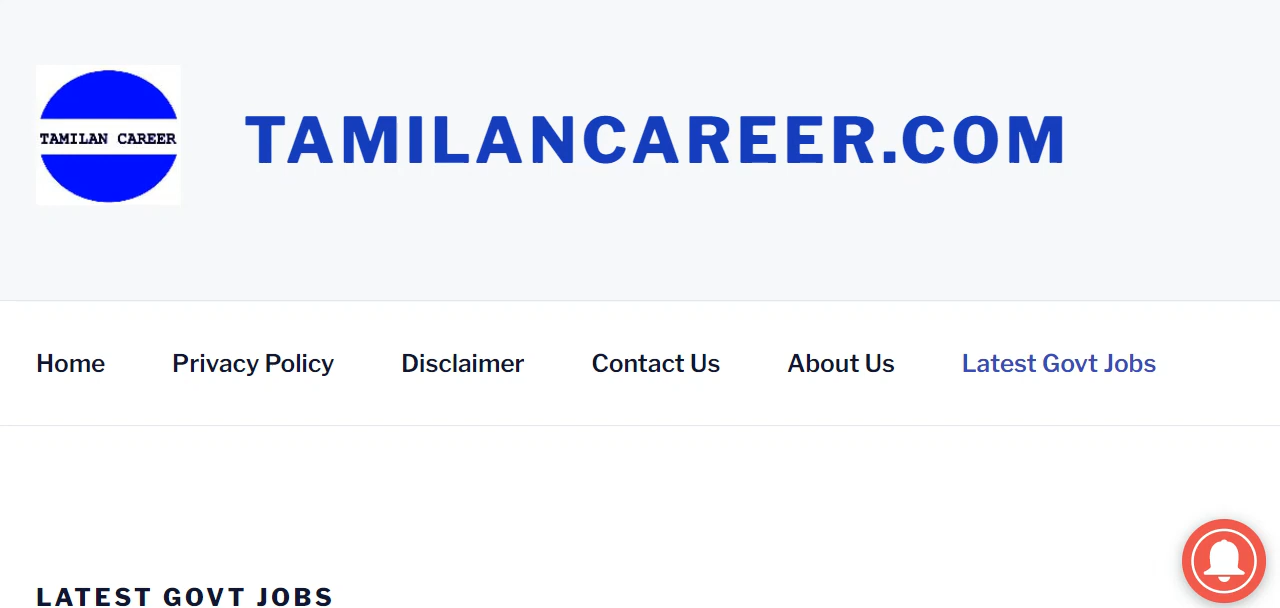 TAMILAN CAREER
TAMILANCAREER.COM
Home Privacy Policy Disclaimer Contact Us About Us Latest Govt Jobs
LATEST GOVT JOBS